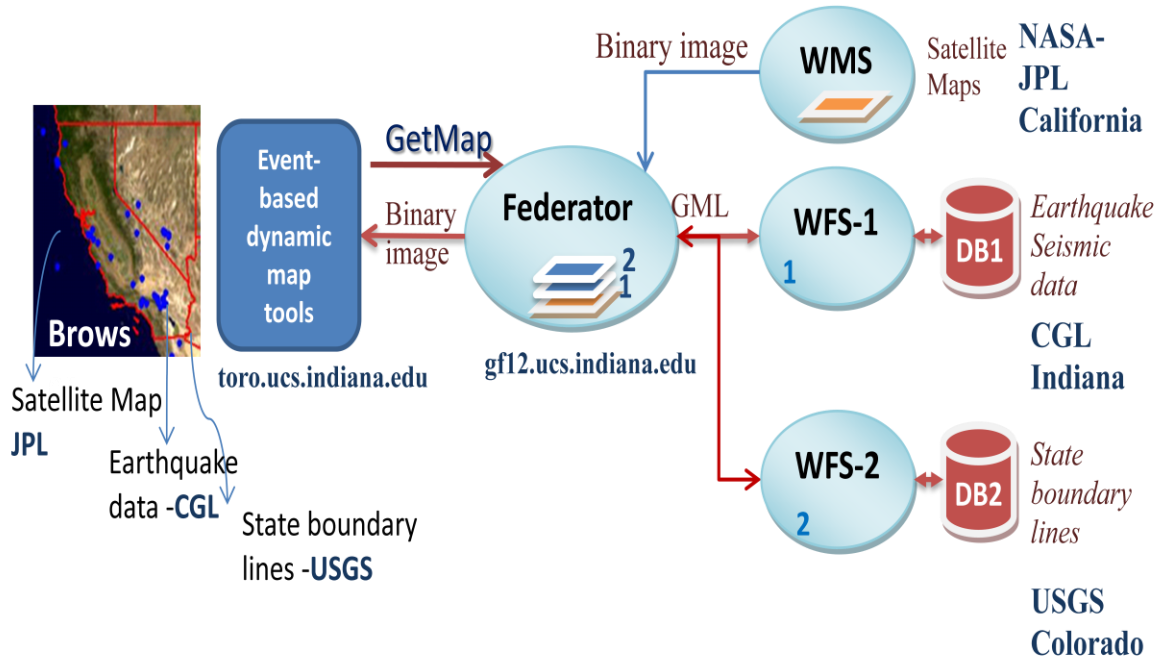 Binary image
WMS
Satellite
Maps
NASA-
JPL
California
GetMap
Event-
based
dynamic
map
tools
Binary
image
Federator
2
1
GML
WFS-1
1
DB1
Earthquake
Seismic
data
CGL
Indiana
Brows
toro.ucs.indiana.edu
gf12.ucs.indiana.edu
Satellite Map
JPL
Earthquake
data -CGL
State boundary
lines -USGS
WFS-2
2
DB2
State
boundary
lines
USGS
Colorado